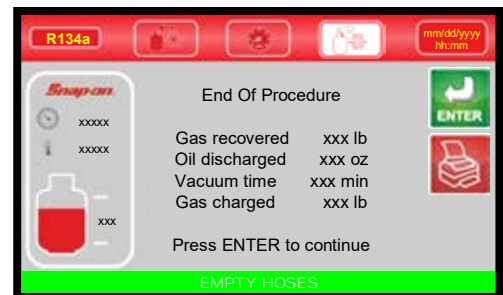 R134a
mm/dd/yyyy
hh:mm
Snap-on
xxxxx
xxxxx
xxx
End Of Procedure
Gas recovered xxx lb
Oil discharged xxx oz
Vacuum time xxx min
Gas charged xxx lb
Press ENTER to continue
ENTER
EMPTY HOSES